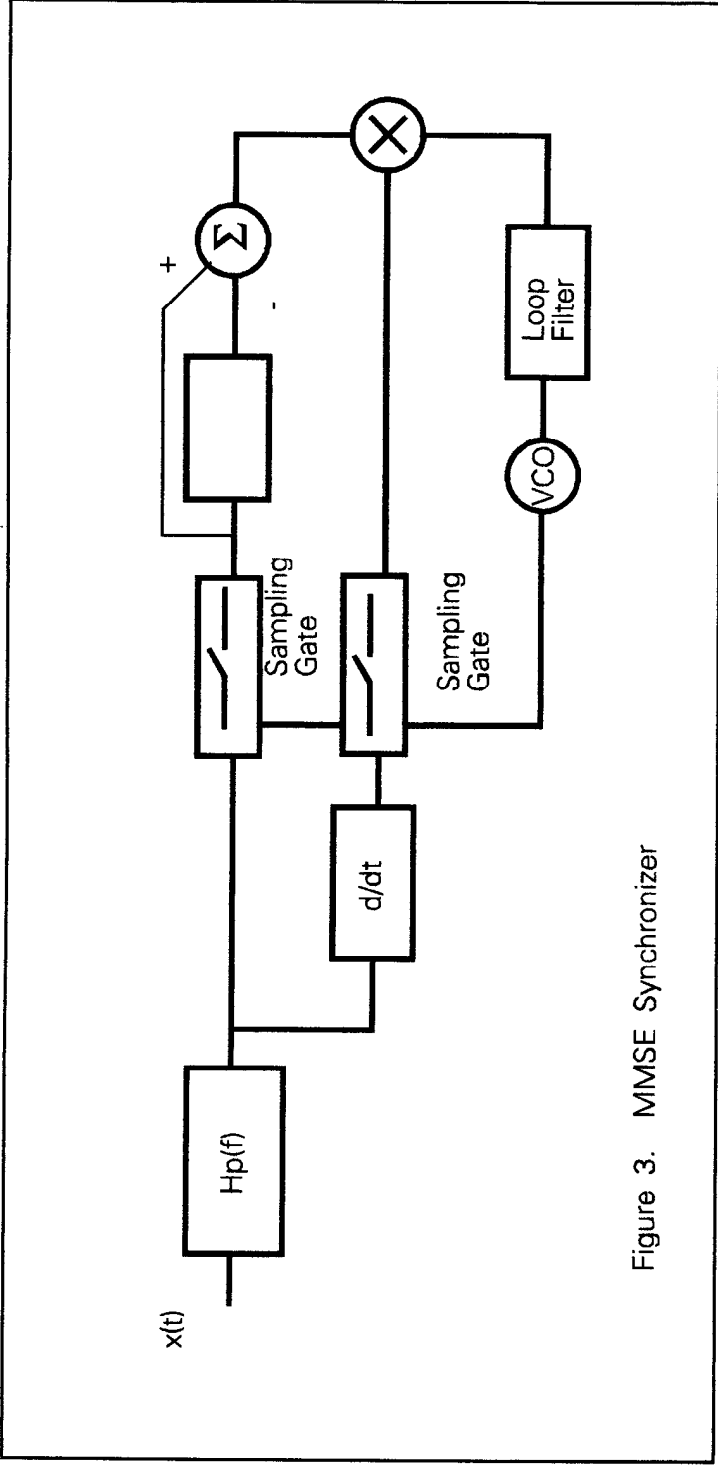 x(t)
Hp(f)
d/dt
Sampling
Gate
Sampling
Gate
+
-
Σ
X
VCO
Loop
Filter
Figure 3. MMSE Synchronizer